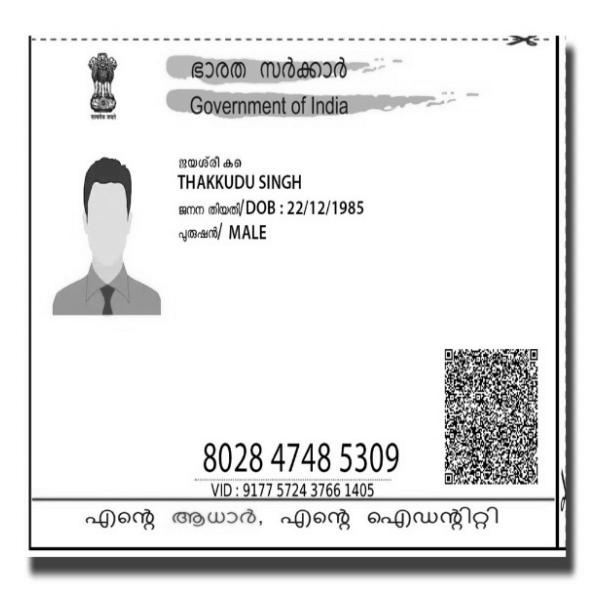 ഭാരത സർക്കാർ
Government of India
ജയശ്രീ കെ
THAKKUDU SINGH
ജനന തിയതി/DOB : 22/12/1985
പുരുഷൻ/ MALE
8028 4748 5309
VID : 9177 5724 3766 1405
എന്റെ ആധാർ, എന്റെ ഐഡന്റിറ്റി